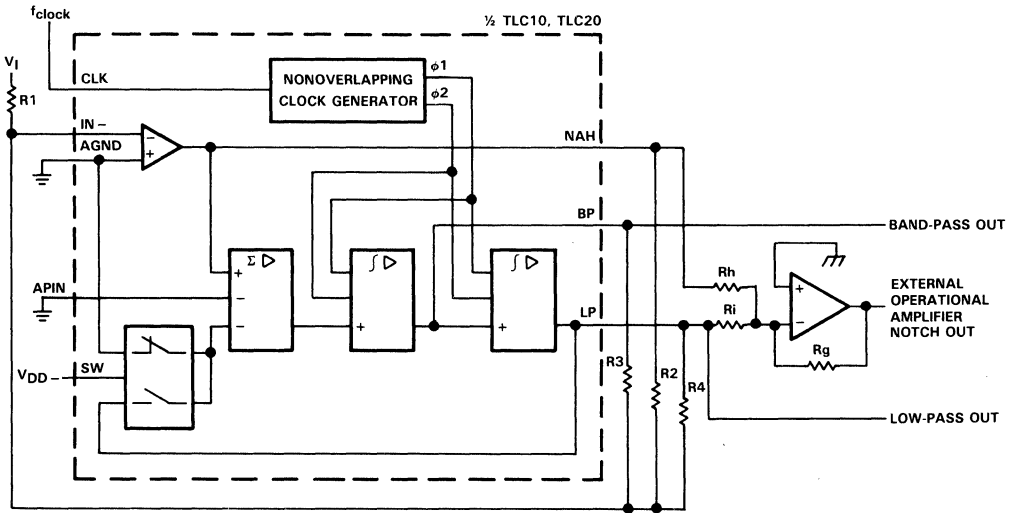 fclock
½ TLC10, TLC20
VI
CLK
NONOVERLAPPING
CLOCK GENERATOR
φ1
φ2
R1
IN−
AGND
−
+
NAH
BP
BAND-PASS OUT
Σ ▷
∫ ▷
∫ ▷
+
−
−
+
+
APIN
LP
Rh
Ri
+
−
Rg
EXTERNAL
OPERATIONAL
AMPLIFIER
NOTCH OUT
VDD −
SW
R3
R2
R4
LOW-PASS OUT